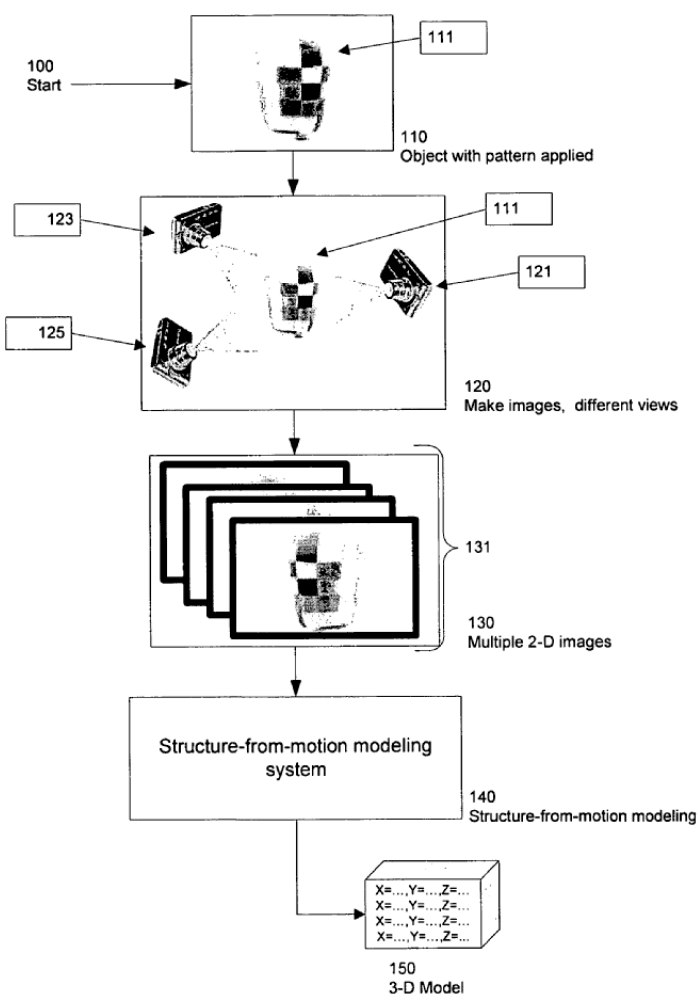 111
100
Start
110
Object with pattern applied
123
111
121
125
120
Make images, different views
131
130
Multiple 2-D images
Structure-from-motion modeling
system
140
Structure-from-motion modeling
X=...,Y=...,Z=...
X=...,Y=...,Z=...
X=...,Y=...,Z=...
X=...,Y=...,Z=...
150
3-D Model